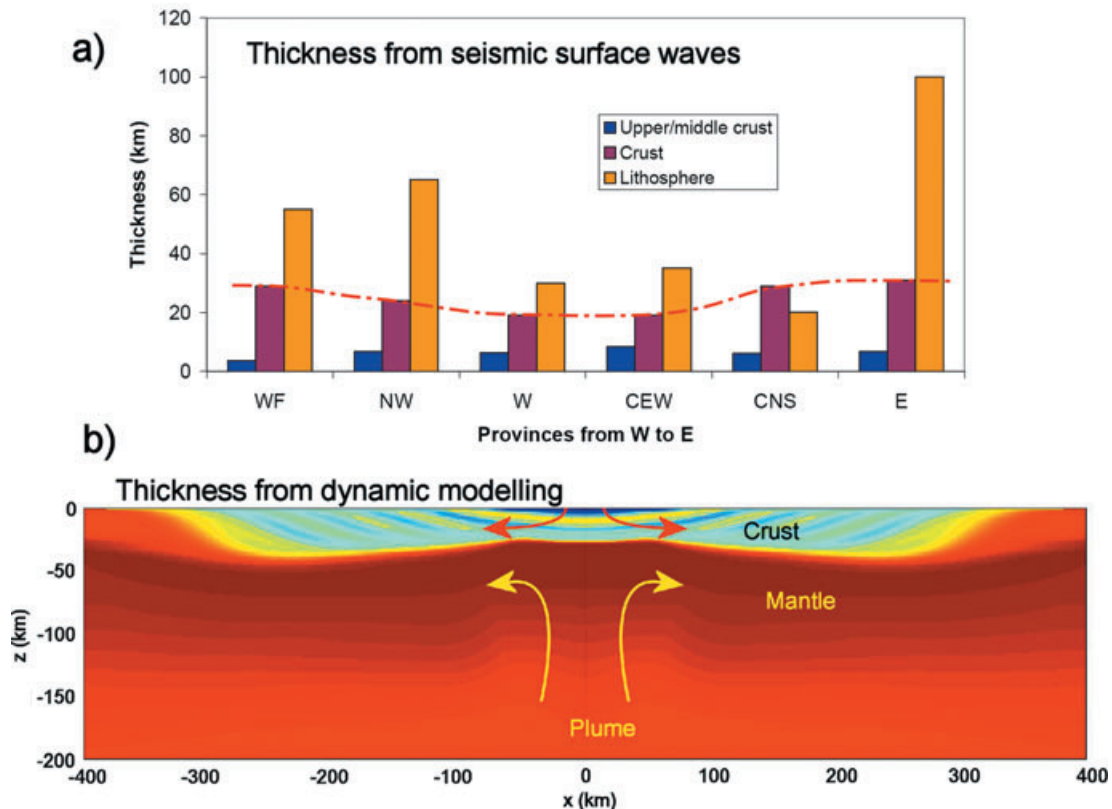 a)
Thickness from seismic surface waves
120
100
80
60
40
20
0
Thickness (km)
Upper/middle crust
Crust
Lithosphere
WF NW W CEW CNS E
Provinces from W to E
b)
Thickness from dynamic modelling
0
-50
-100
-150
-200
z (km)
Crust
Mantle
Plume
-400 -300 -200 -100 0 100 200 300 400
x (km)